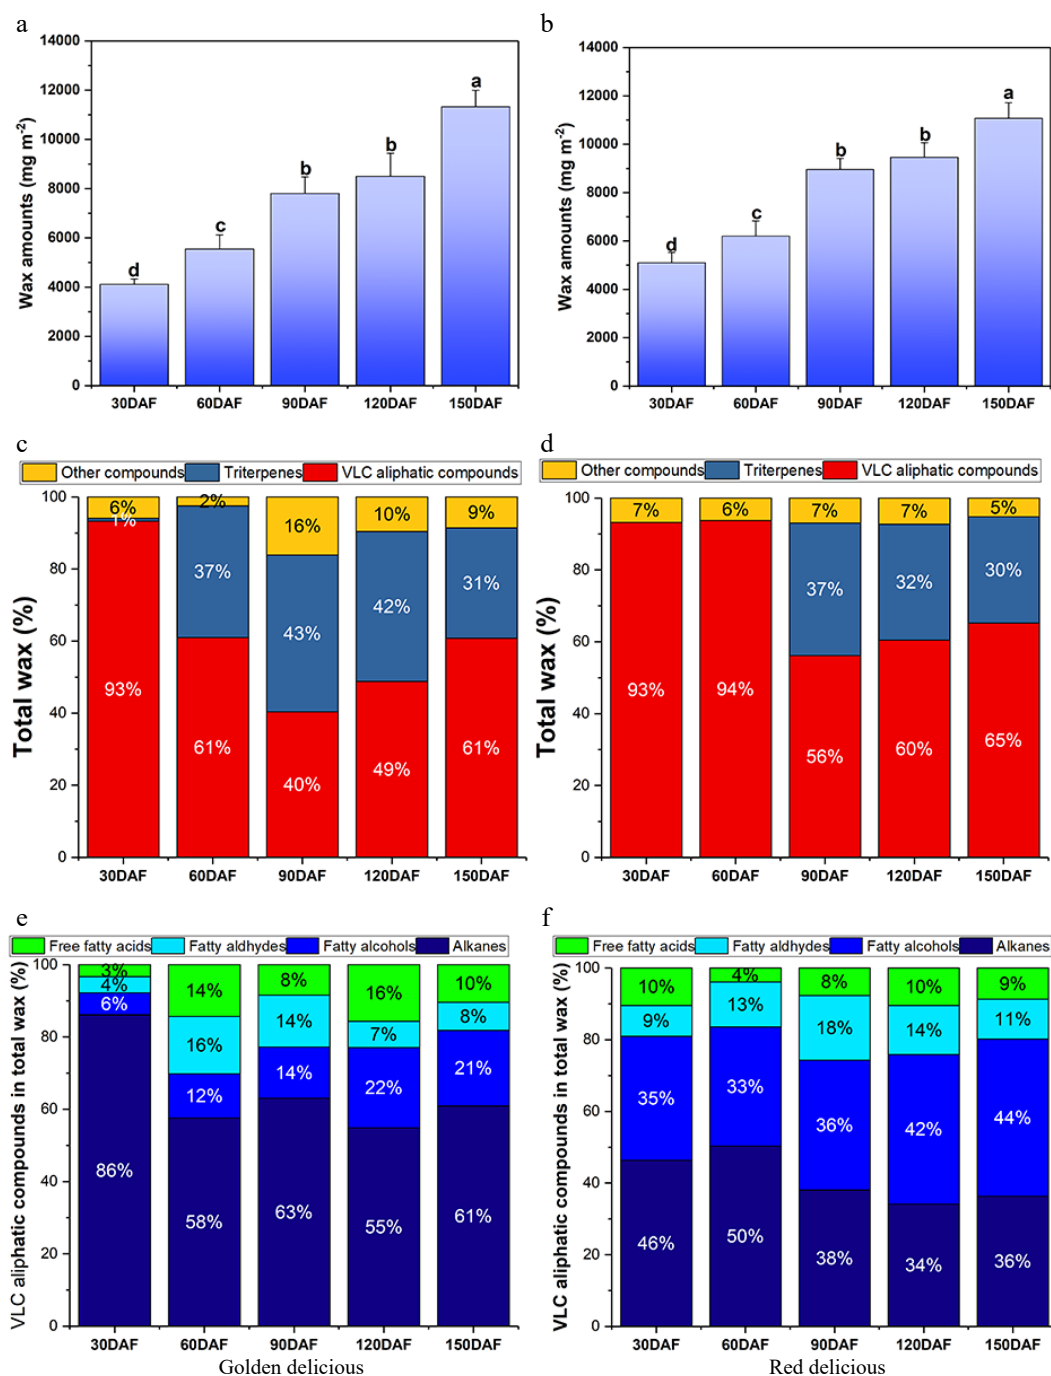 a
14000
12000
10000
8000
6000
4000
2000
0
Wax amounts (mg m-2)
d
c
b
b
a
30DAF 60DAF 90DAF 120DAF 150DAF
b
14000
12000
10000
8000
6000
4000
2000
0
Wax amounts (mg m-2)
d
c
b
b
a
30DAF 60DAF 90DAF 120DAF 150DAF
c
Other compounds Triterpenes VLC aliphatic compounds
100
80
60
40
20
0
Total wax (%)
6% 2% 16% 10% 9%
1% 37% 43% 42% 31%
93% 61% 40% 49% 61%
30DAF 60DAF 90DAF 120DAF 150DAF
d
Other compounds Triterpenes VLC aliphatic compounds
100
80
60
40
20
0
Total wax (%)
7% 6% 7% 7% 5%
37% 32% 30%
93% 94% 56% 60% 65%
30DAF 60DAF 90DAF 120DAF 150DAF
e
Free fatty acids Fatty aldhydes Fatty alcohols Alkanes
100
80
60
40
20
0
VLC aliphatic compounds in total wax (%)
3% 14% 8% 16% 10%
4% 16% 14% 7% 8%
6% 12% 14% 22% 21%
86% 58% 63% 55% 61%
30DAF 60DAF 90DAF 120DAF 150DAF
Golden delicious
f
Free fatty acids Fatty aldhydes Fatty alcohols Alkanes
100
80
60
40
20
0
VLC aliphatic compounds in total wax (%)
10% 4% 8% 10% 9%
9% 13% 18% 14% 11%
35% 33% 36% 42% 44%
46% 50% 38% 34% 36%
30DAF 60DAF 90DAF 120DAF 150DAF
Red delicious